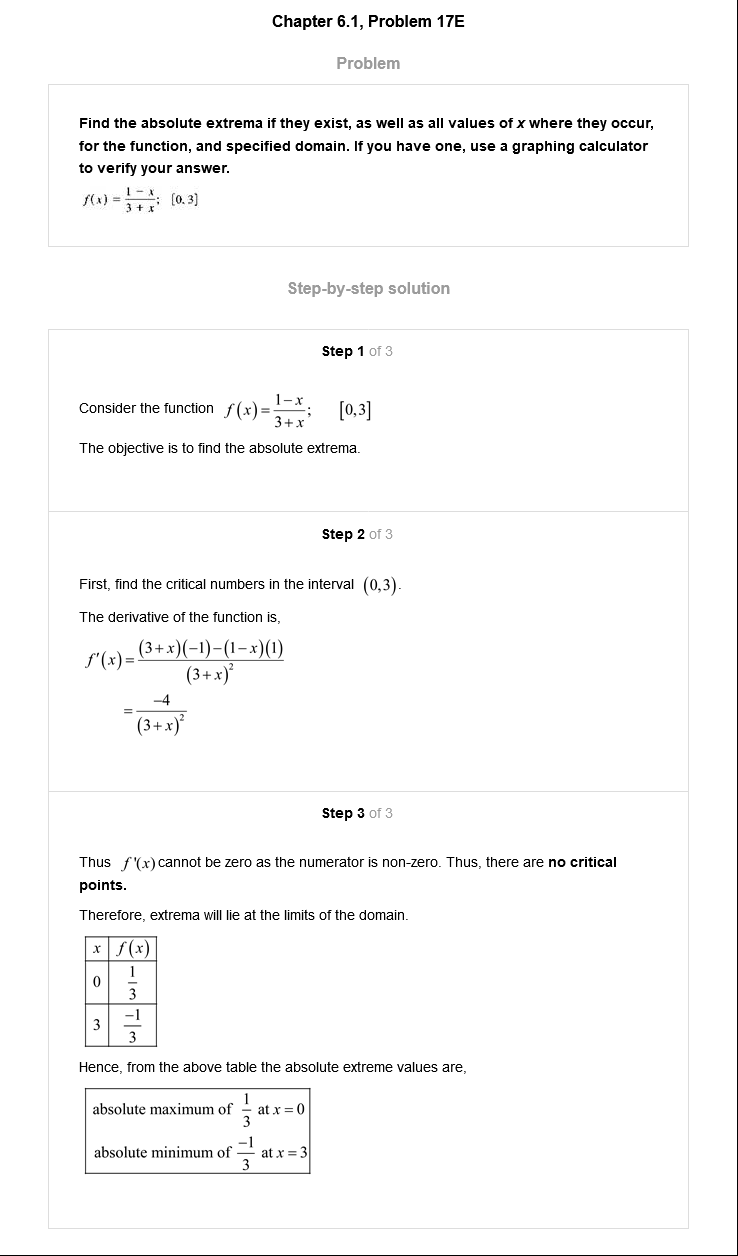 Chapter 6.1, Problem 17E
Problem
Find the absolute extrema if they exist, as well as all values of x where they occur,
for the function, and specified domain. If you have one, use a graphing calculator
to verify your answer.
f(x) = \frac{1 - x}{3 + x}; [0, 3]
Step-by-step solution
Step 1 of 3
Consider the function f(x) = \frac{1-x}{3+x}; [0,3]
The objective is to find the absolute extrema.
Step 2 of 3
First, find the critical numbers in the interval (0,3).
The derivative of the function is,
f'(x) = \frac{(3+x)(-1)-(1-x)(1)}{(3+x)^2}
= \frac{-4}{(3+x)^2}
Step 3 of 3
Thus f'(x) cannot be zero as the numerator is non-zero. Thus, there are no critical
points.
Therefore, extrema will lie at the limits of the domain.
x f(x)
0 \frac{1}{3}
3 \frac{-1}{3}
Hence, from the above table the absolute extreme values are,
absolute maximum of \frac{1}{3} at x = 0
absolute minimum of \frac{-1}{3} at x = 3